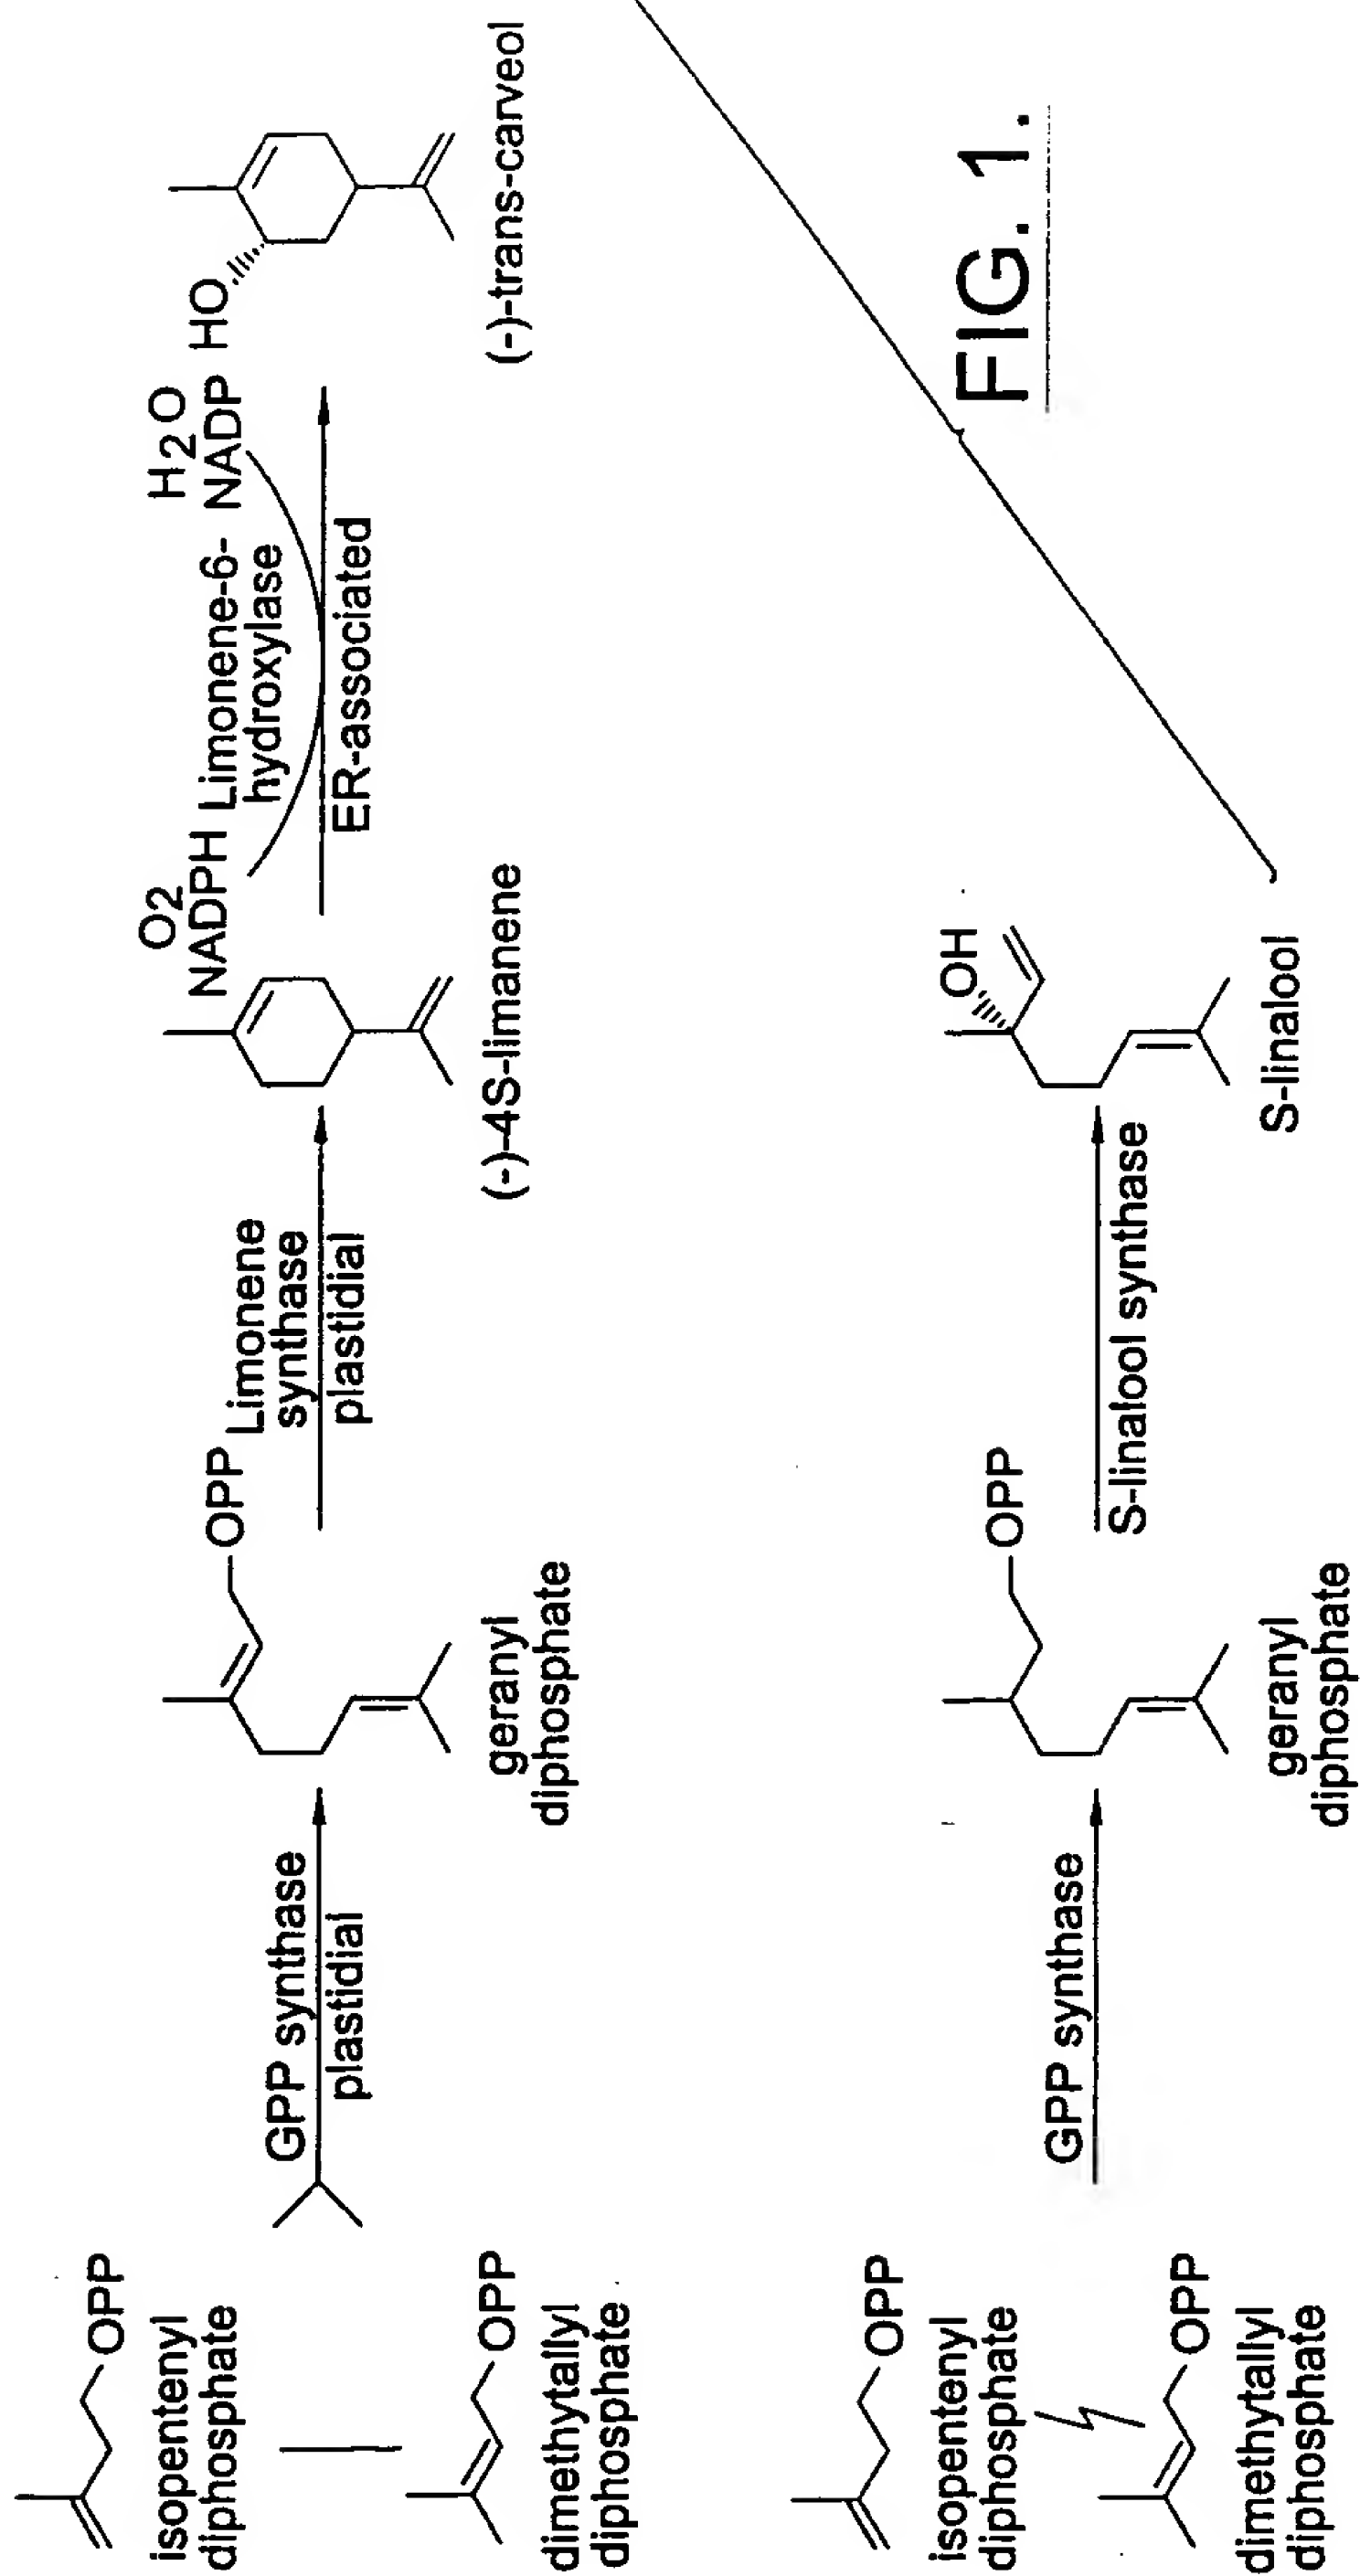 OPP
isopentenyl
diphosphate
OPP
dimethytallyl
diphosphate
GPP synthase
plastidial
OPP
geranyl
diphosphate
Limonene
synthase
plastidial
(-)-4S-limanene
O2
NADPH
Limonene-6-
hydroxylase
H2O
NADP
ER-associated
HO
(-)-trans-carveol
OPP
isopentenyl
diphosphate
OPP
dimethytallyl
diphosphate
GPP synthase
OPP
geranyl
diphosphate
S-linalool synthase
OH
S-linalool
FIG. 1.